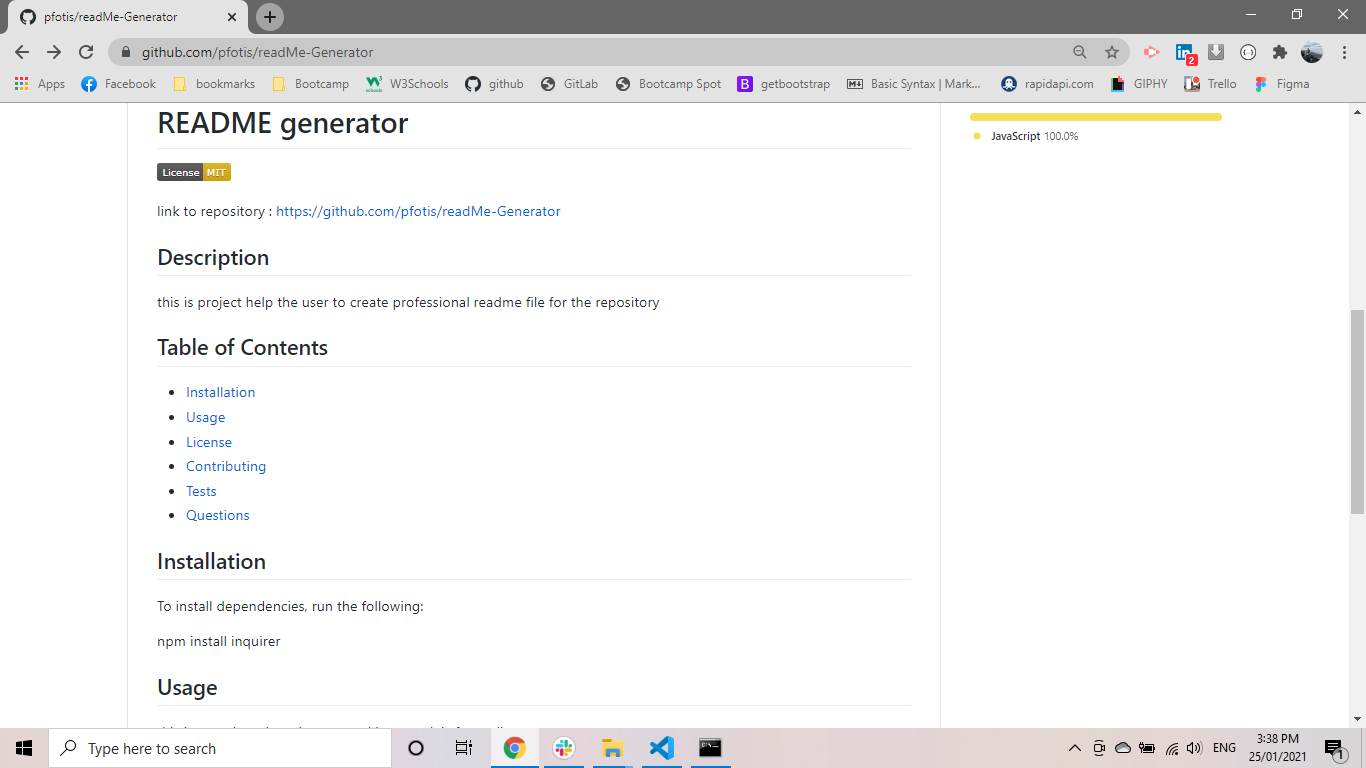 pfotis/readMe-Generator
github.com/pfotis/readMe-Generator
2
Apps Facebook bookmarks Bootcamp W3Schools github GitLab Bootcamp Spot getbootstrap Basic Syntax | Mark... rapidapi.com GIPHY Trello Figma
README generator
JavaScript 100.0%
License MIT
link to repository : https://github.com/pfotis/readMe-Generator
Description
this is project help the user to create professional readme file for the repository
Table of Contents
Installation
Usage
License
Contributing
Tests
Questions
Installation
To install dependencies, run the following:
npm install inquirer
Usage
Type here to search
ENG
3:38 PM
25/01/2021
1